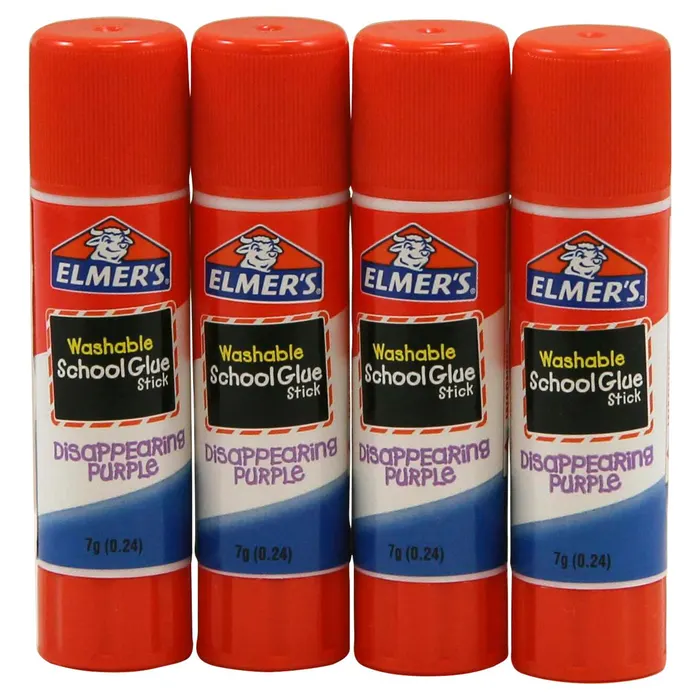 ELMER'S®
Washable
School Glue
Stick
Disappearing
Purple
7g (0.24)
ELMER'S®
Washable
School Glue
Stick
Disappearing
Purple
7g (0.24)
ELMER'S®
Washable
School Glue
Stick
Disappearing
Purple
7g (0.24)
ELMER'S®
Washable
School Glue
Stick
Disappearing
Purple
7g (0.24)